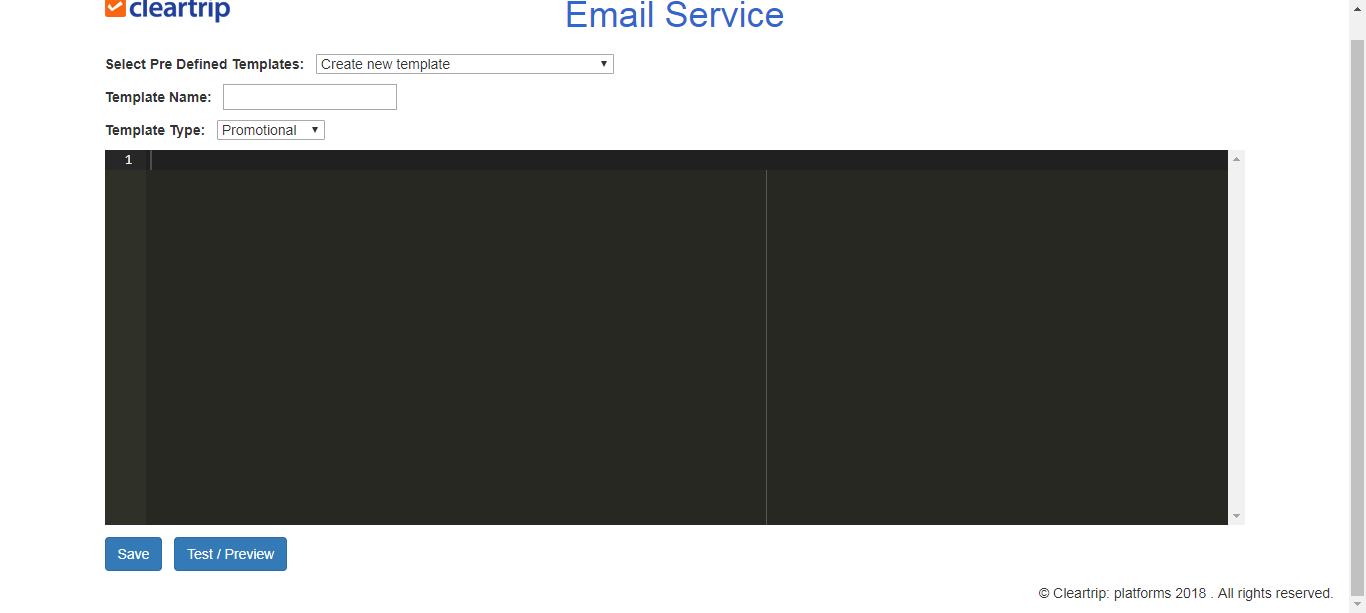 cleartrip
Email Service
Select Pre Defined Templates: Create new template
Template Name:
Template Type: Promotional
1
Save Test / Preview
© Cleartrip: platforms 2018 . All rights reserved.